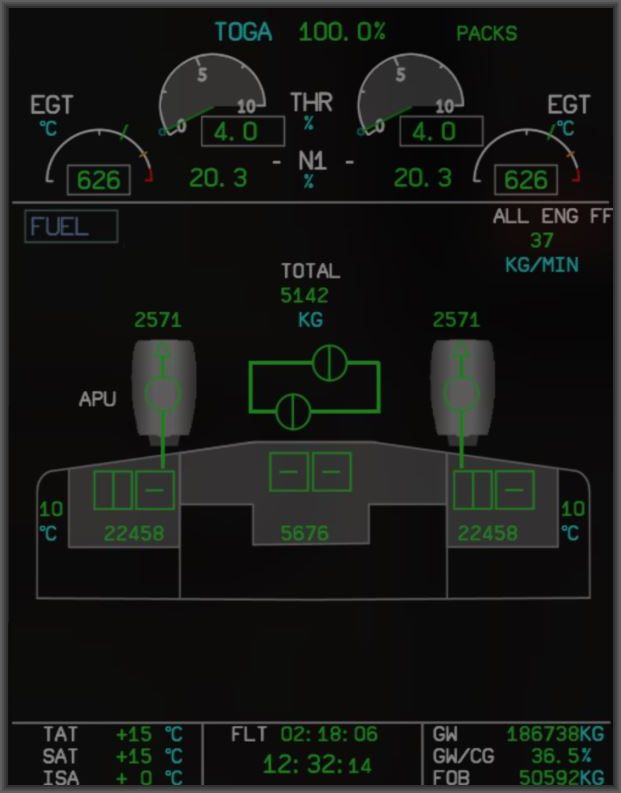 TOGA 100.0% PACKS
5 5
EGT 10 THR 10 EGT
°C 0 4.0 % 0 4.0 °C
626 20.3 - N1 - 20.3 626
%
FUEL ALL ENG FF
37
TOTAL KG/MIN
5142
2571 KG 2571
APU
10 10
°C 22458 5676 22458 °C
TAT +15 °C FLT 02:18:06 GW 186738KG
SAT +15 °C 12:32:14 GW/CG 36.5%
ISA + 0 °C FOB 50592KG